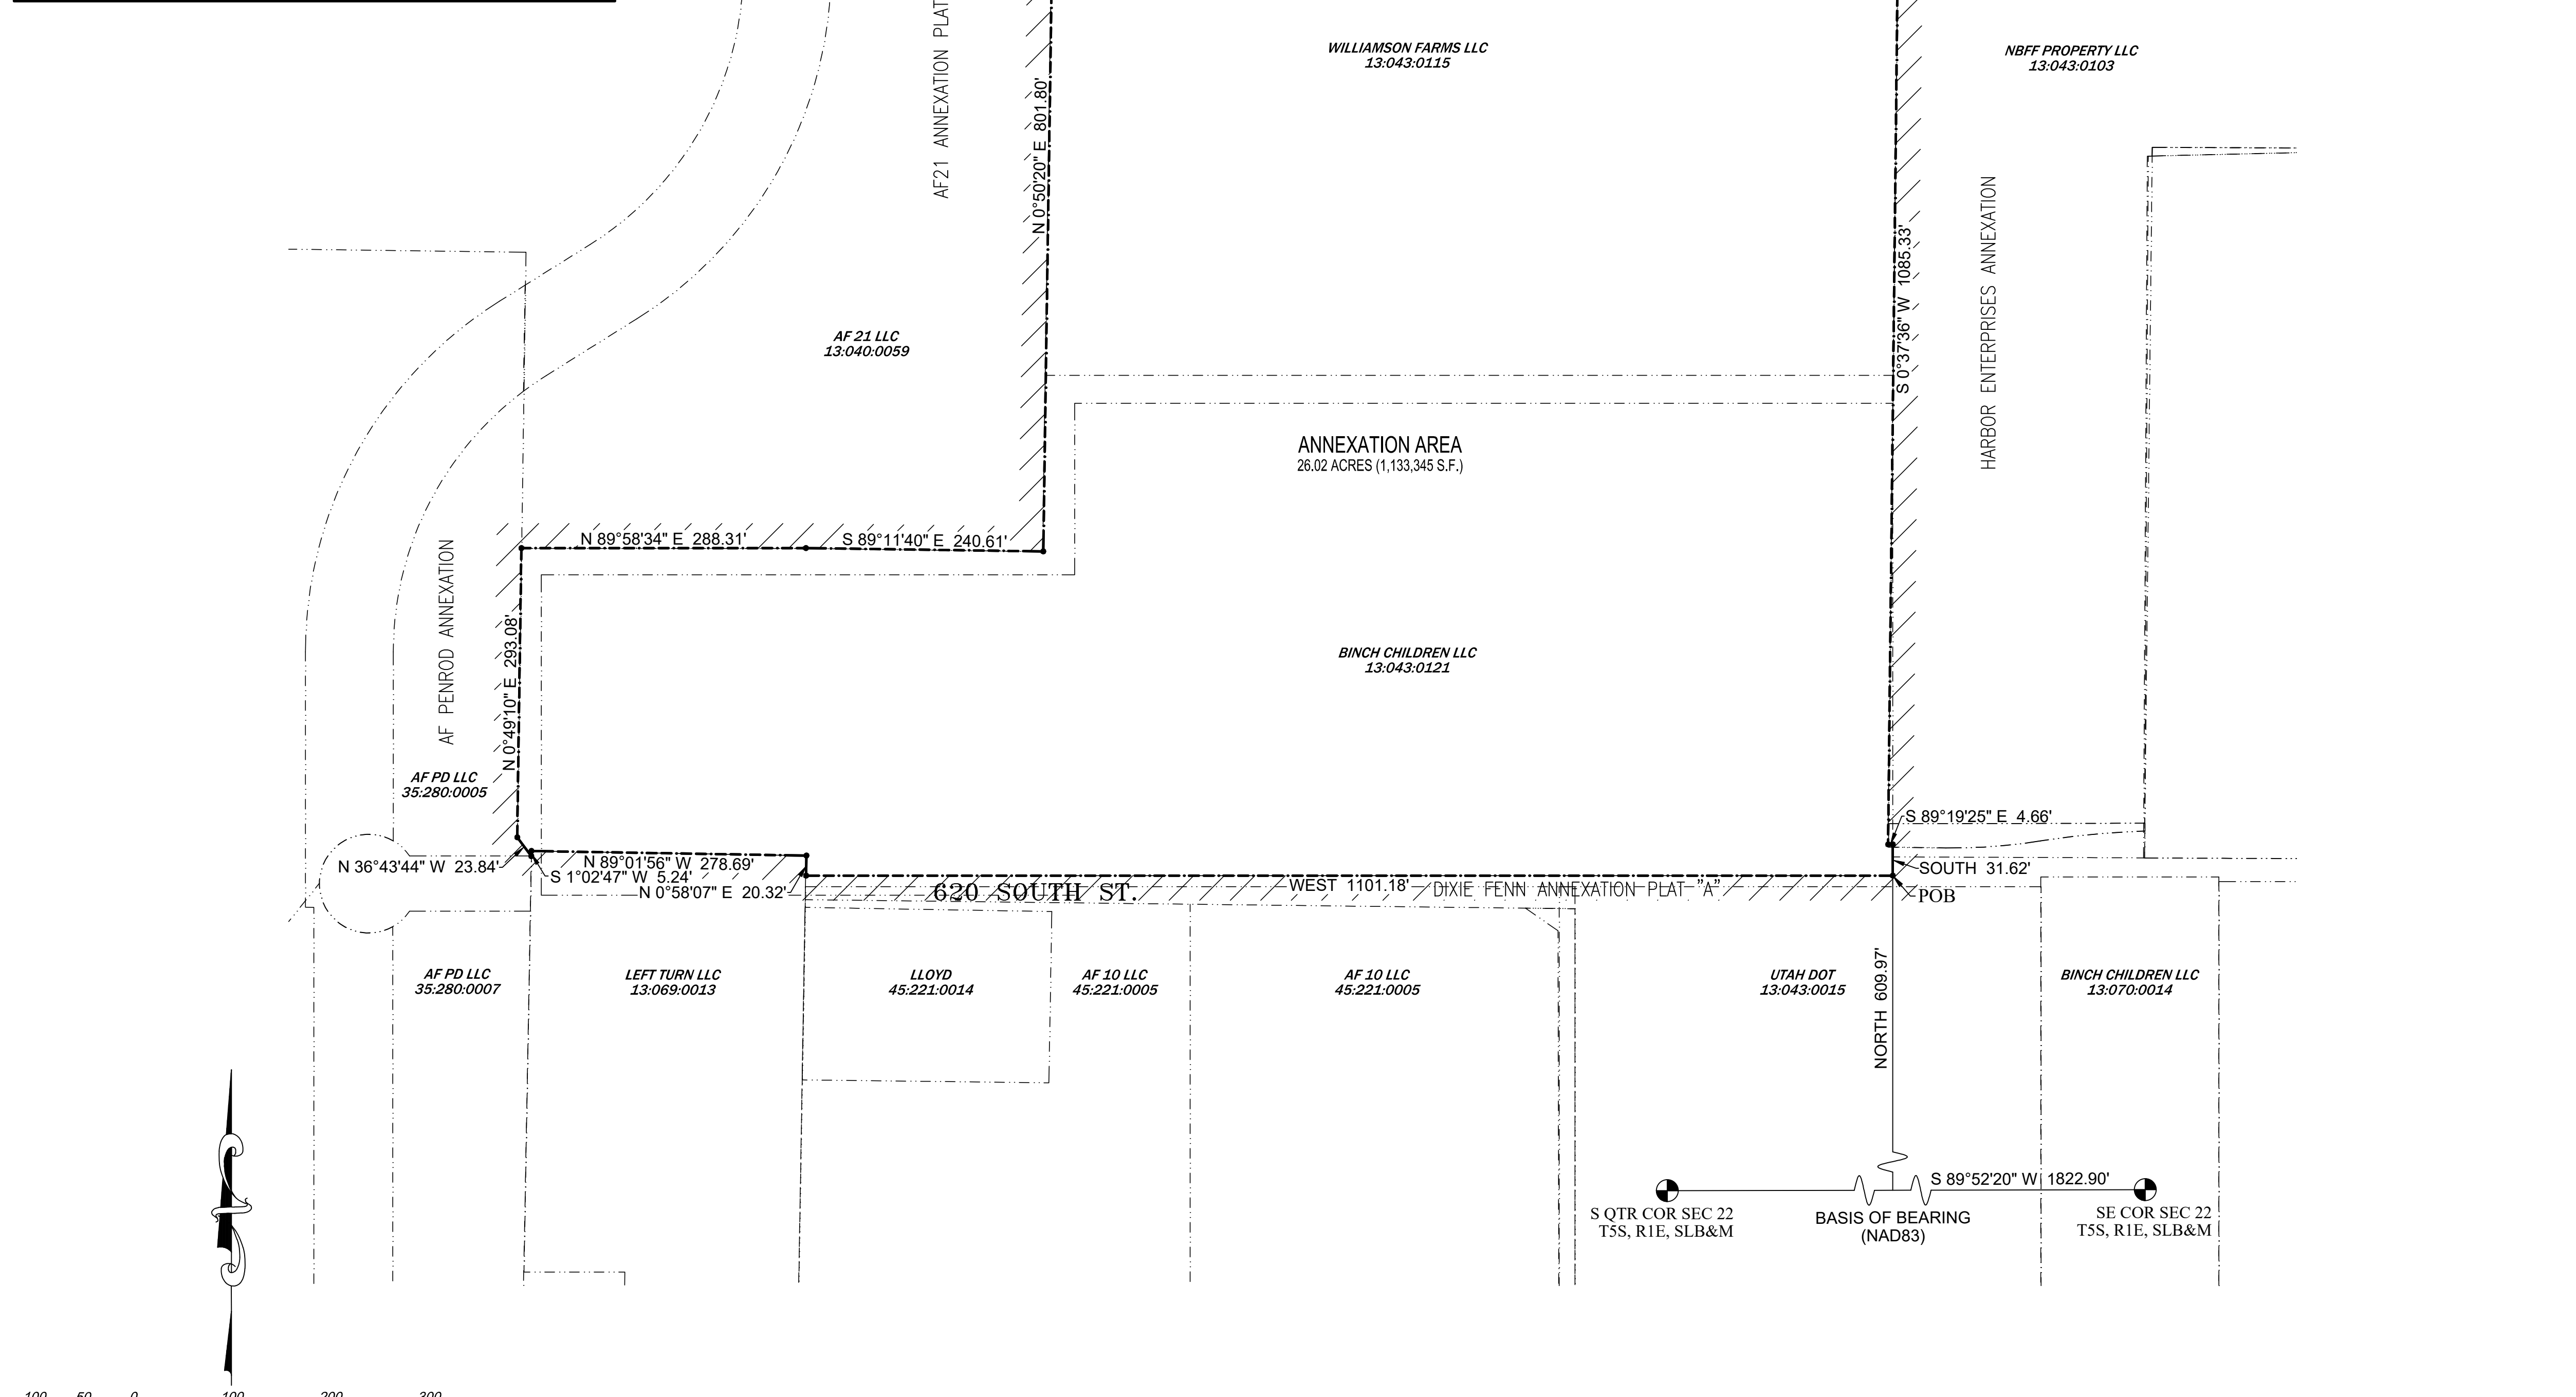 AF21 ANNEXATION PLAT
WILLIAMSON FARMS LLC
13:043:0115
NBFF PROPERTY LLC
13:043:0103
N 0°50'20" E 801.80'
S 0°37'36" W 1085.33'
HARBOR ENTERPRISES ANNEXATION
AF 21 LLC
13:040:0059
ANNEXATION AREA
26.02 ACRES (1,133,345 S.F.)
N 89°58'34" E 288.31'
S 89°11'40" E 240.61'
AF PENROD ANNEXATION
N 0°49'10" E 293.08'
BINCH CHILDREN LLC
13:043:0121
AF PD LLC
35:280:0005
S 89°19'25" E 4.66'
N 36°43'44" W 23.84'
N 89°01'56" W 278.69'
S 1°02'47" W 5.24'
N 0°58'07" E 20.32'
620 SOUTH ST.
WEST 1101.18'
DIXIE FENN ANNEXATION PLAT "A"
SOUTH 31.62'
POB
AF PD LLC
35:280:0007
LEFT TURN LLC
13:069:0013
LLOYD
45:221:0014
AF 10 LLC
45:221:0005
AF 10 LLC
45:221:0005
UTAH DOT
13:043:0015
NORTH 609.97'
BINCH CHILDREN LLC
13:070:0014
S 89°52'20" W 1822.90'
S QTR COR SEC 22
T5S, R1E, SLB&M
BASIS OF BEARING
(NAD83)
SE COR SEC 22
T5S, R1E, SLB&M
100 50 0 100 200 300